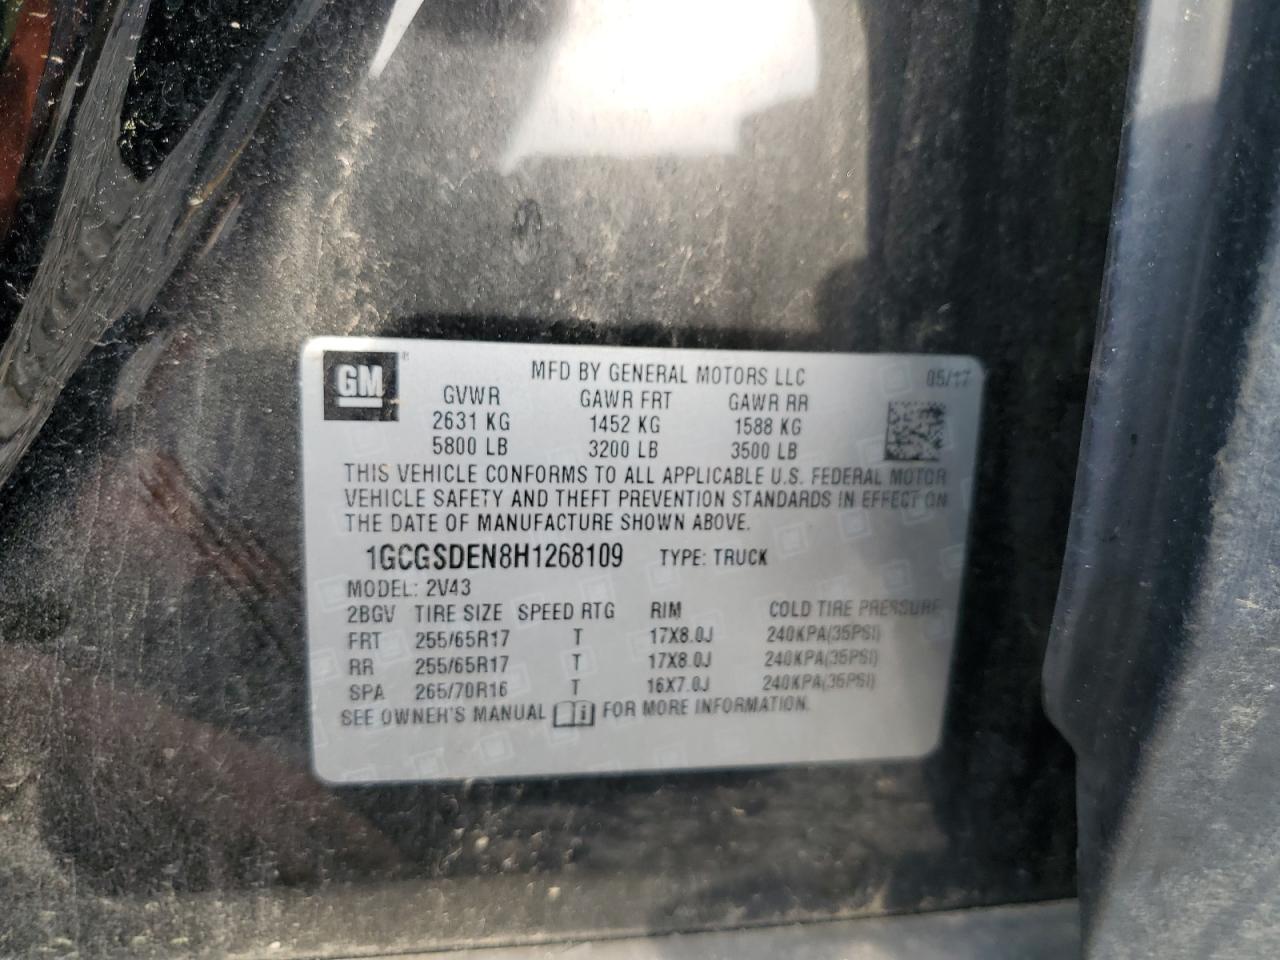 GM ®
MFD BY GENERAL MOTORS LLC 05/17
GVWR GAWR FRT GAWR RR
2631 KG 1452 KG 1588 KG
5800 LB 3200 LB 3500 LB
THIS VEHICLE CONFORMS TO ALL APPLICABLE U.S. FEDERAL MOTOR
VEHICLE SAFETY AND THEFT PREVENTION STANDARDS IN EFFECT ON
THE DATE OF MANUFACTURE SHOWN ABOVE.
1GCGSDEN8H1268109 TYPE: TRUCK
MODEL: 2V43
2BGV TIRE SIZE SPEED RTG RIM COLD TIRE PRESSURE
FRT 255/65R17 T 17X8.0J 240KPA(35PSI)
RR 255/65R17 T 17X8.0J 240KPA(35PSI)
SPA 265/70R16 T 16X7.0J 240KPA(35PSI)
SEE OWNER'S MANUAL i FOR MORE INFORMATION.